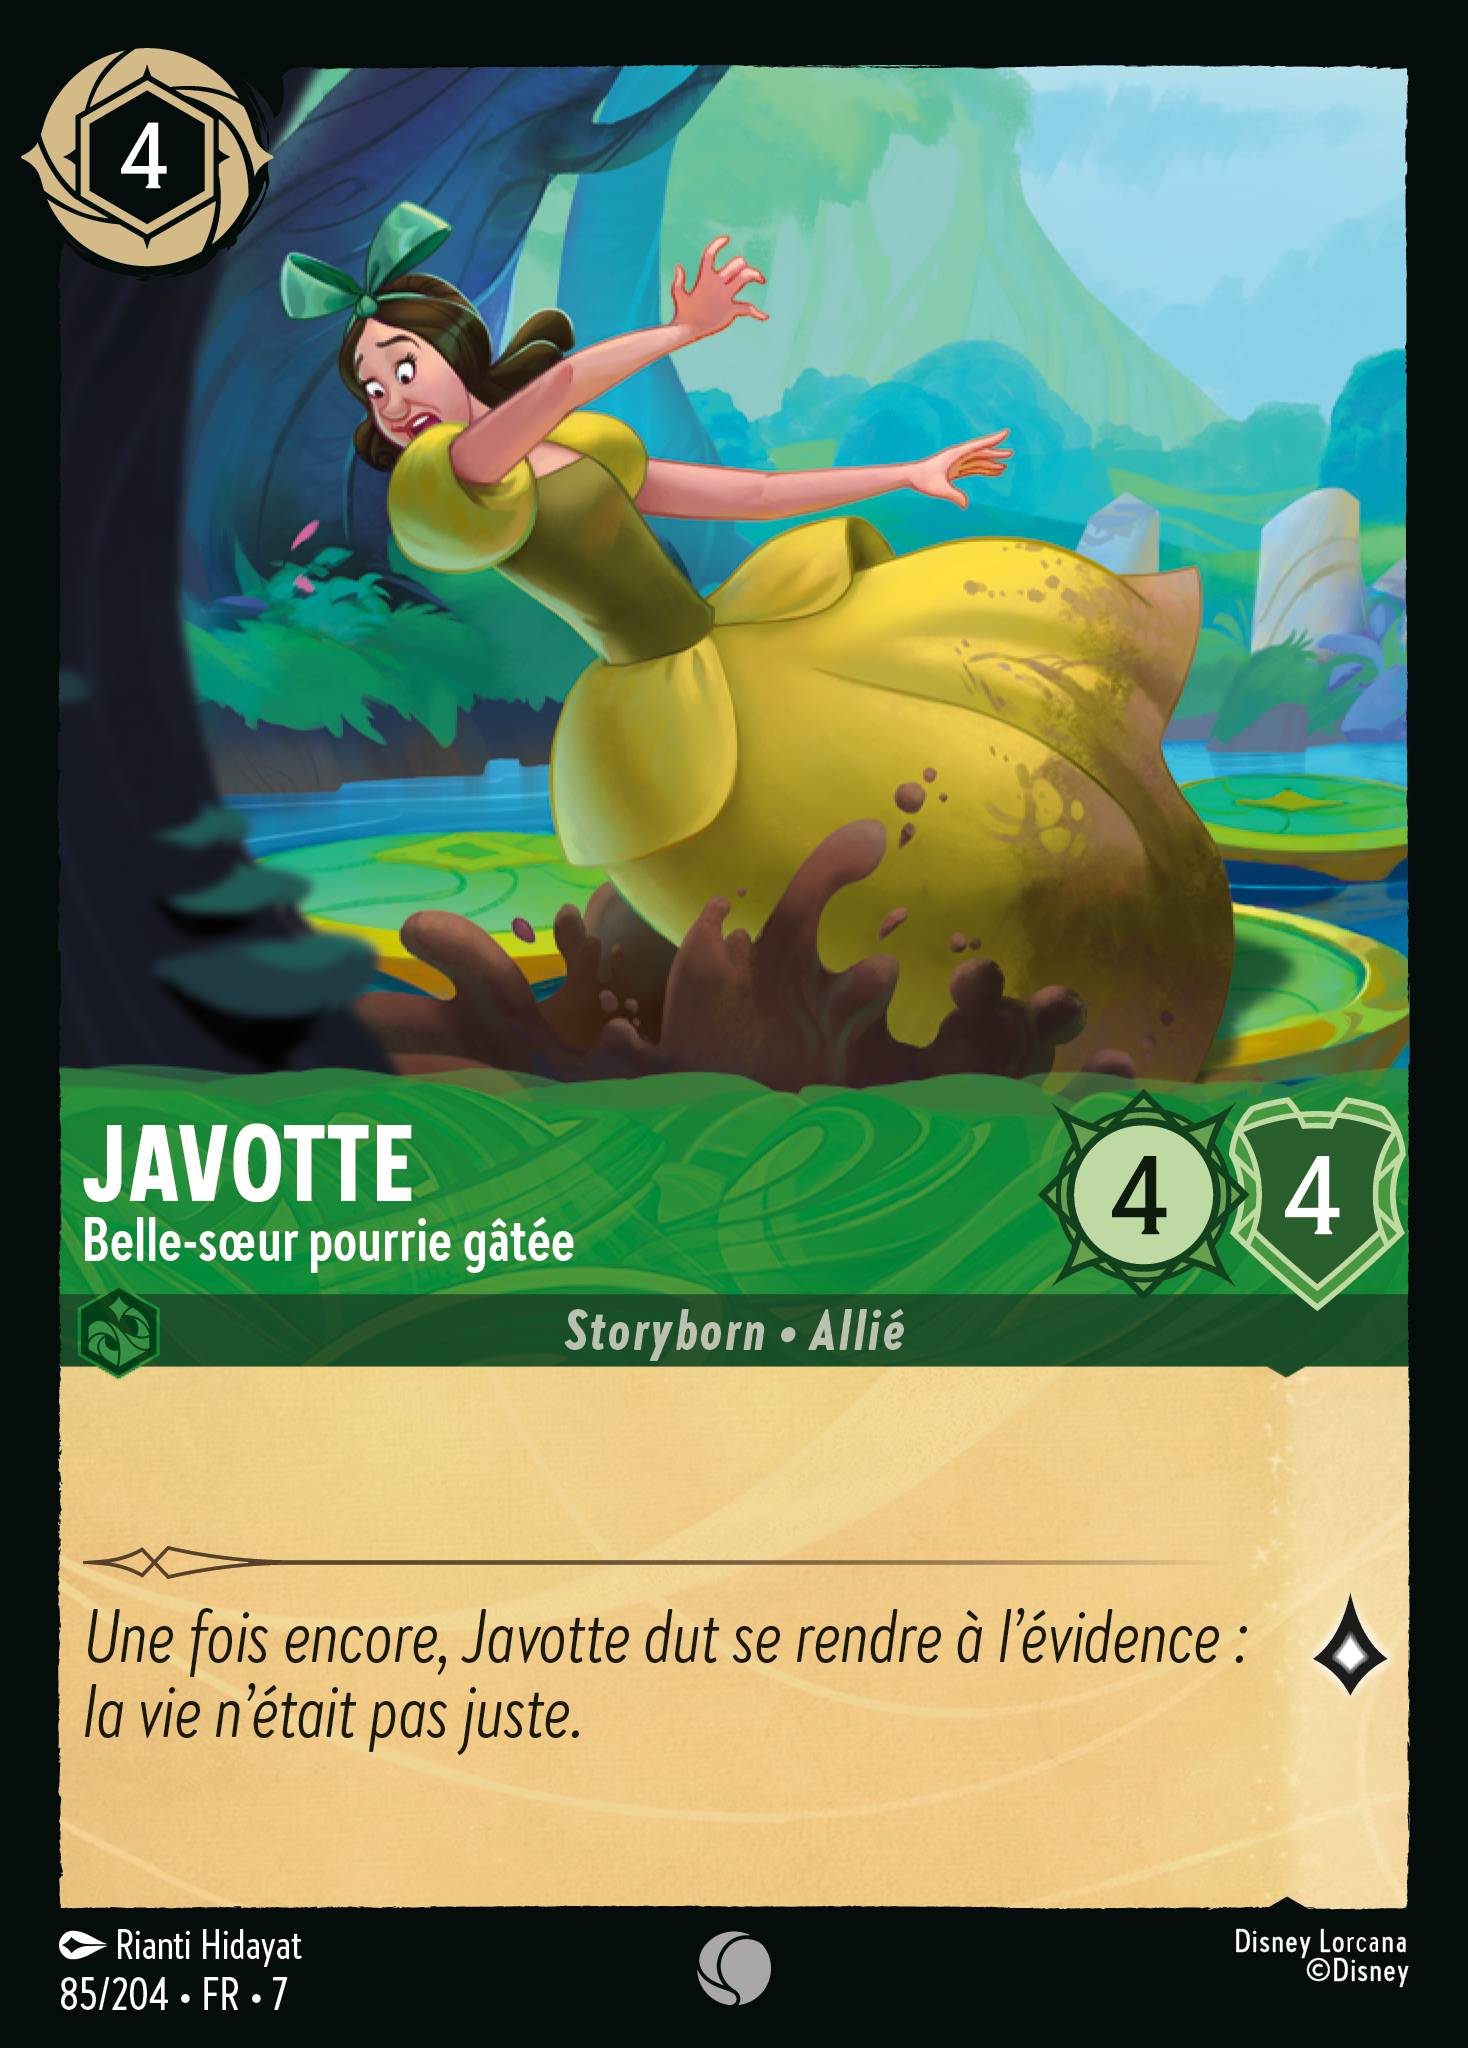 4
JAVOTTE
Belle-sœur pourrie gâtée
4 4
Storyborn • Allié
Une fois encore, Javotte dut se rendre à l’évidence :
la vie n’était pas juste.
Rianti Hidayat
85/204 • FR • 7
Disney Lorcana
©Disney